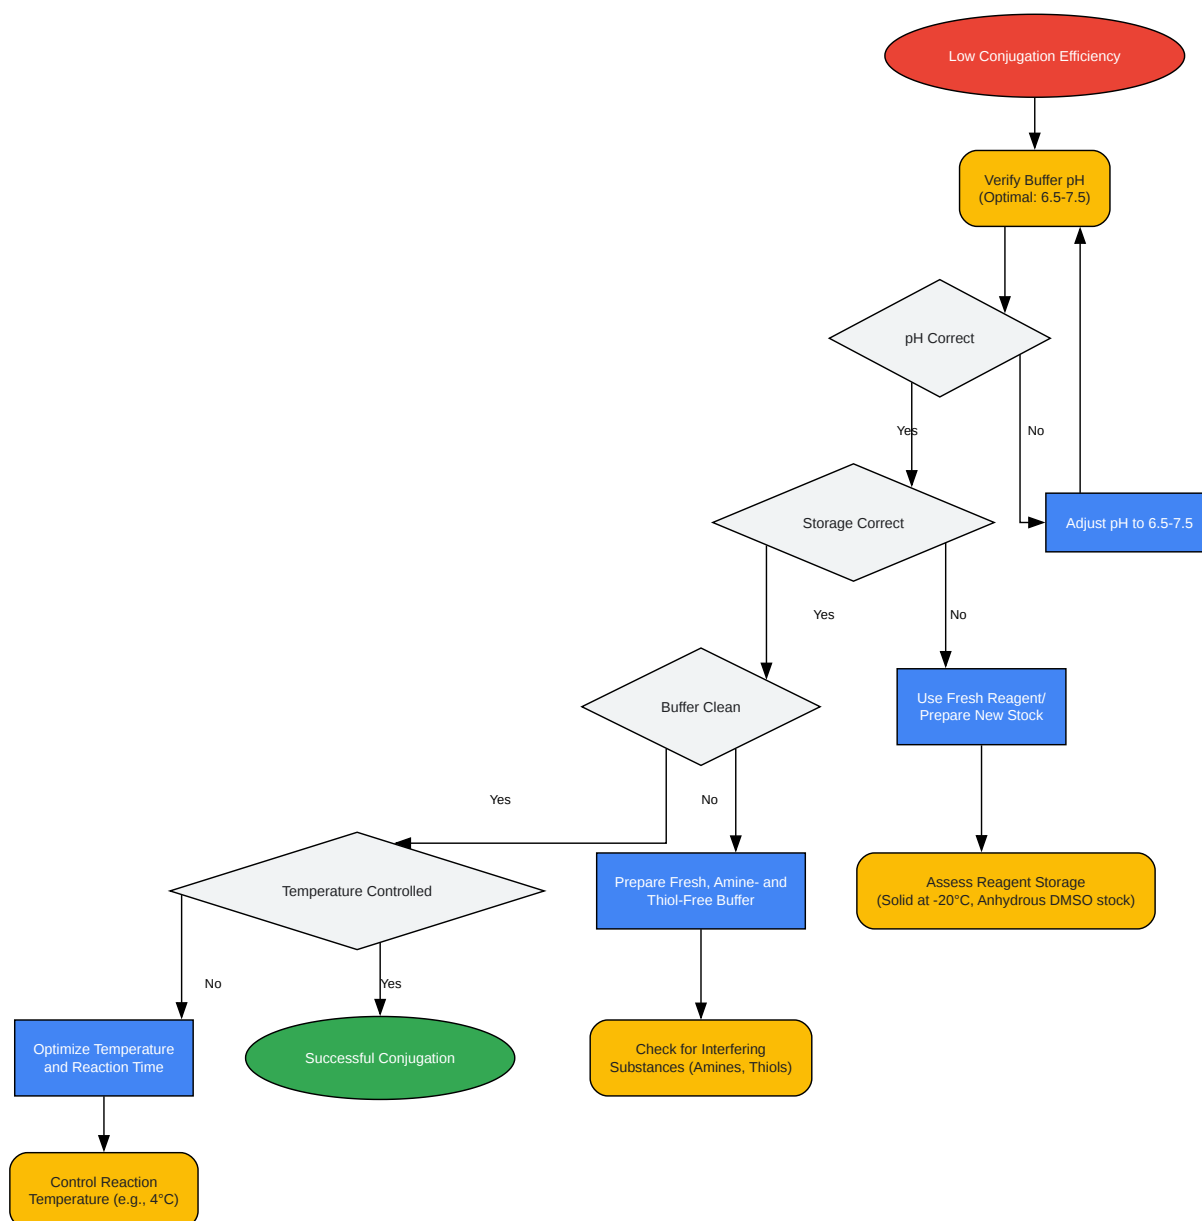 Low Conjugation Efficiency
Verify Buffer pH
(Optimal: 6.5-7.5)
pH Correct
Yes
No
Storage Correct
Adjust pH to 6.5-7.5
Yes
No
Buffer Clean
Use Fresh Reagent/
Prepare New Stock
Yes
No
Temperature Controlled
Prepare Fresh, Amine- and
Thiol-Free Buffer
Assess Reagent Storage
(Solid at -20°C, Anhydrous DMSO stock)
No
Yes
Optimize Temperature
and Reaction Time
Successful Conjugation
Check for Interfering
Substances (Amines, Thiols)
Control Reaction
Temperature (e.g., 4°C)